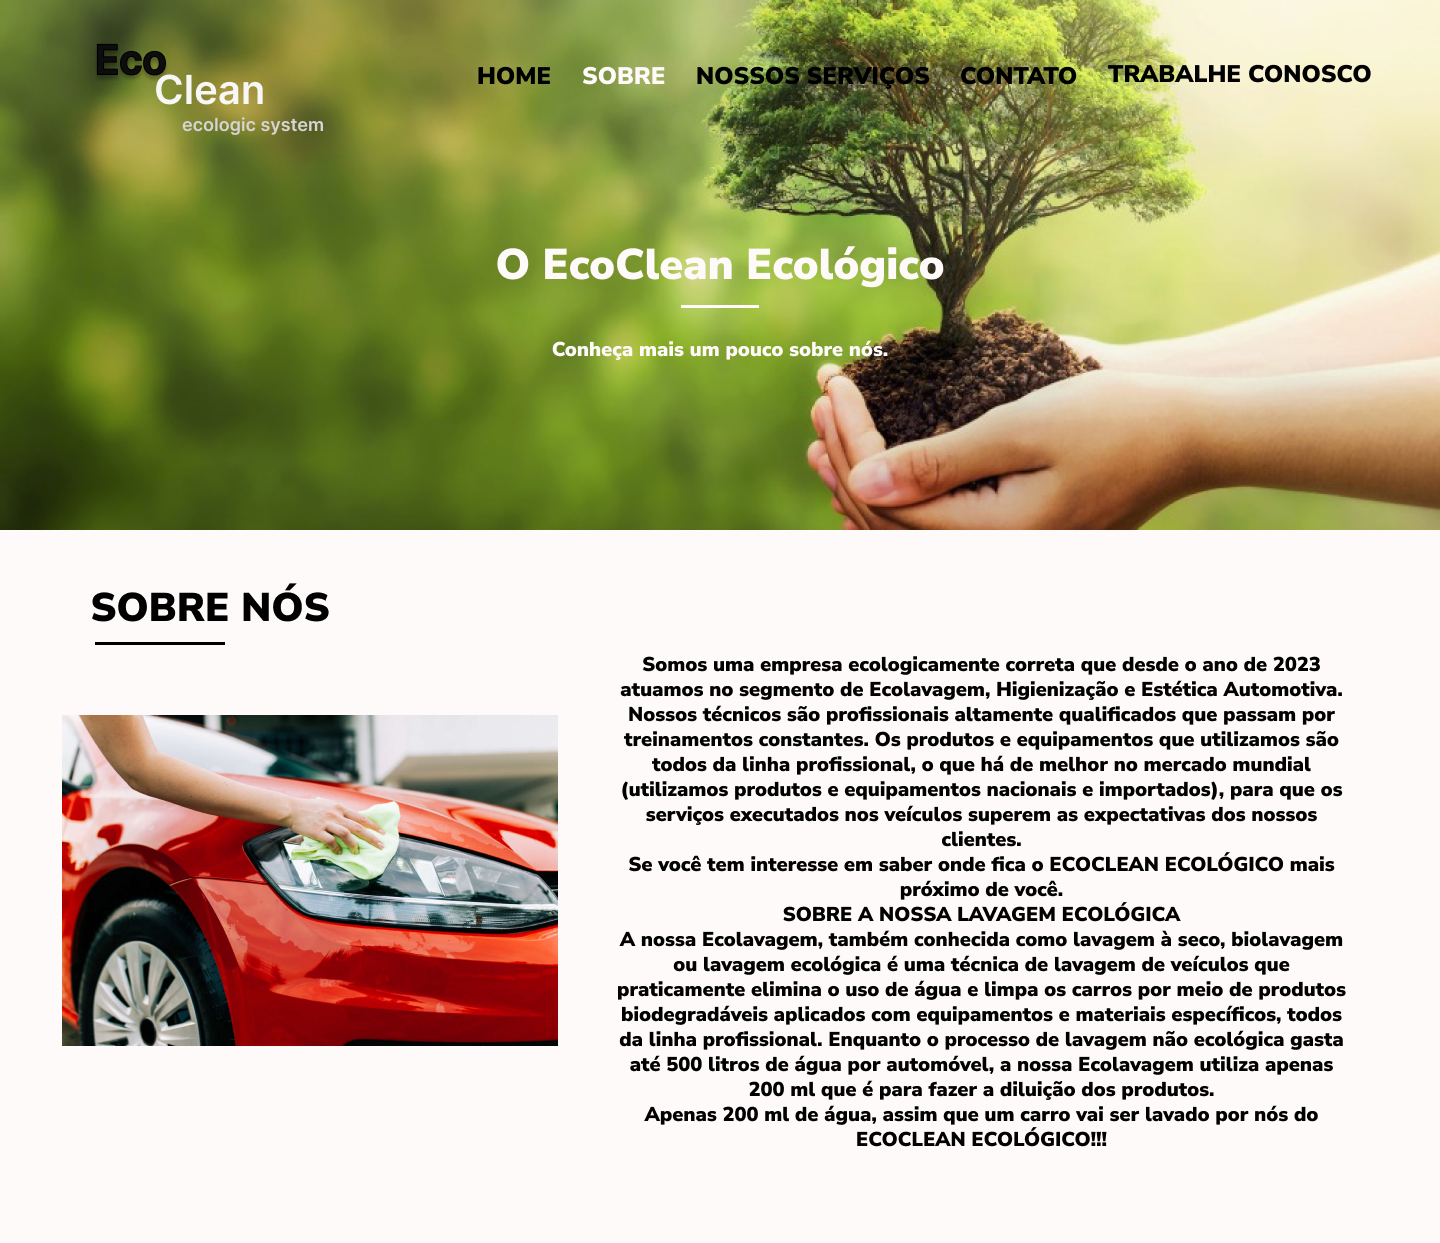 Eco
Clean
ecologic system
HOME SOBRE NOSSOS SERVIÇOS CONTATO TRABALHE CONOSCO
O EcoClean Ecológico
Conheça mais um pouco sobre nós.
SOBRE NÓS
Somos uma empresa ecologicamente correta que desde o ano de 2023
atuamos no segmento de Ecolavagem, Higienização e Estética Automotiva.
Nossos técnicos são profissionais altamente qualificados que passam por
treinamentos constantes. Os produtos e equipamentos que utilizamos são
todos da linha profissional, o que há de melhor no mercado mundial
(utilizamos produtos e equipamentos nacionais e importados), para que os
serviços executados nos veículos superem as expectativas dos nossos
clientes.
Se você tem interesse em saber onde fica o ECOCLEAN ECOLÓGICO mais
próximo de você.
SOBRE A NOSSA LAVAGEM ECOLÓGICA
A nossa Ecolavagem, também conhecida como lavagem à seco, biolavagem
ou lavagem ecológica é uma técnica de lavagem de veículos que
praticamente elimina o uso de água e limpa os carros por meio de produtos
biodegradáveis aplicados com equipamentos e materiais específicos, todos
da linha profissional. Enquanto o processo de lavagem não ecológica gasta
até 500 litros de água por automóvel, a nossa Ecolavagem utiliza apenas
200 ml que é para fazer a diluição dos produtos.
Apenas 200 ml de água, assim que um carro vai ser lavado por nós do
ECOCLEAN ECOLÓGICO!!!